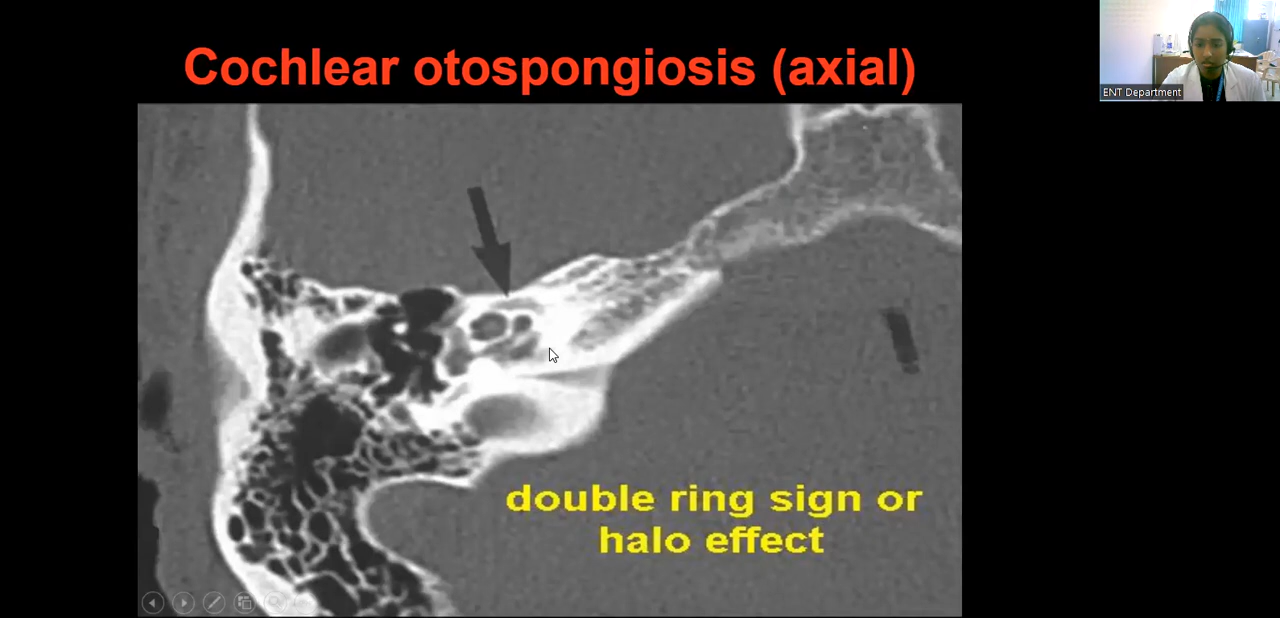 Cochlear otospongiosis (axial)
ENT Department
double ring sign or
halo effect